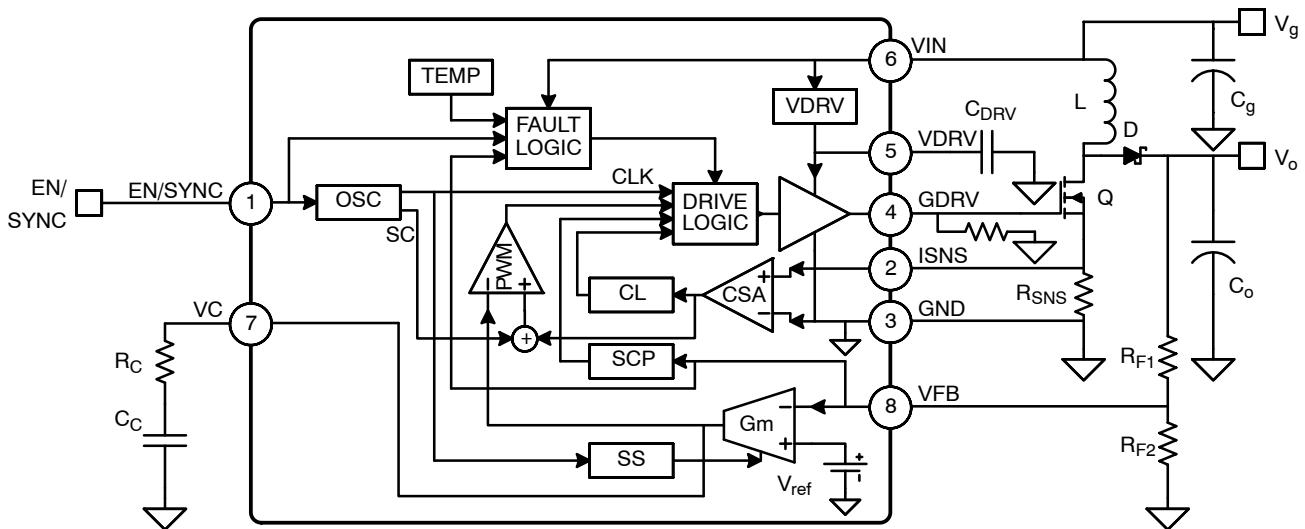 6
VIN
Vg
TEMP
VDRV
L
Cg
FAULT
LOGIC
CDRV
VDRV
5
D
Vo
EN/
SYNC
EN/SYNC
1
OSC
CLK
SC
DRIVE
LOGIC
4
GDRV
Q
PWM
−
+
CL
CSA
+
−
2
ISNS
RSNS
Co
VC
7
+
3
GND
RC
SCP
RF1
CC
Gm
−
+
8
VFB
SS
Vref
+
-
RF2